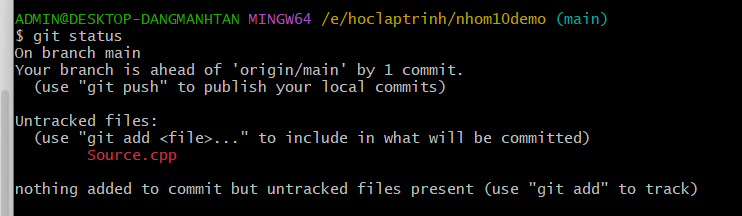 ADMIN@DESKTOP-DANGMANHTAN MINGW64 /e/hoclaptrinh/nhom10demo (main)
$ git status
On branch main
Your branch is ahead of 'origin/main' by 1 commit.
  (use "git push" to publish your local commits)

Untracked files:
  (use "git add <file>..." to include in what will be committed)
        Source.cpp

nothing added to commit but untracked files present (use "git add" to track)